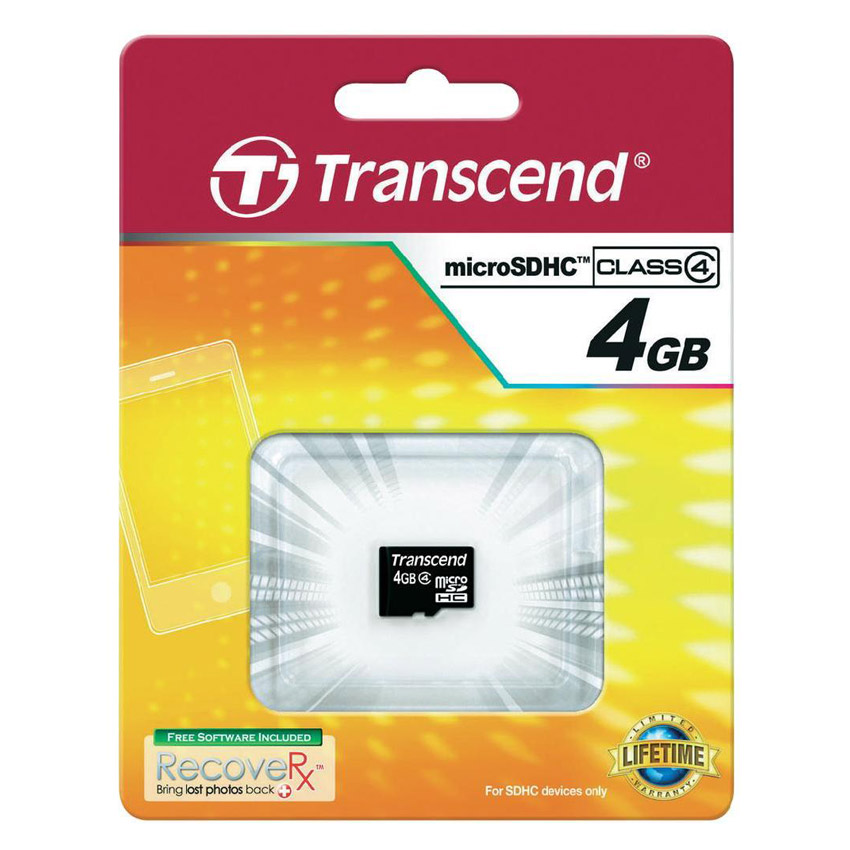 Transcend®
microSDHC™ CLASS 4
4GB
Transcend
4GB 4 micro
SD
HC
FREE SOFTWARE INCLUDED
RecoveRx™
Bring lost photos back
For SDHC devices only
LIMITED
LIFETIME
WARRANTY